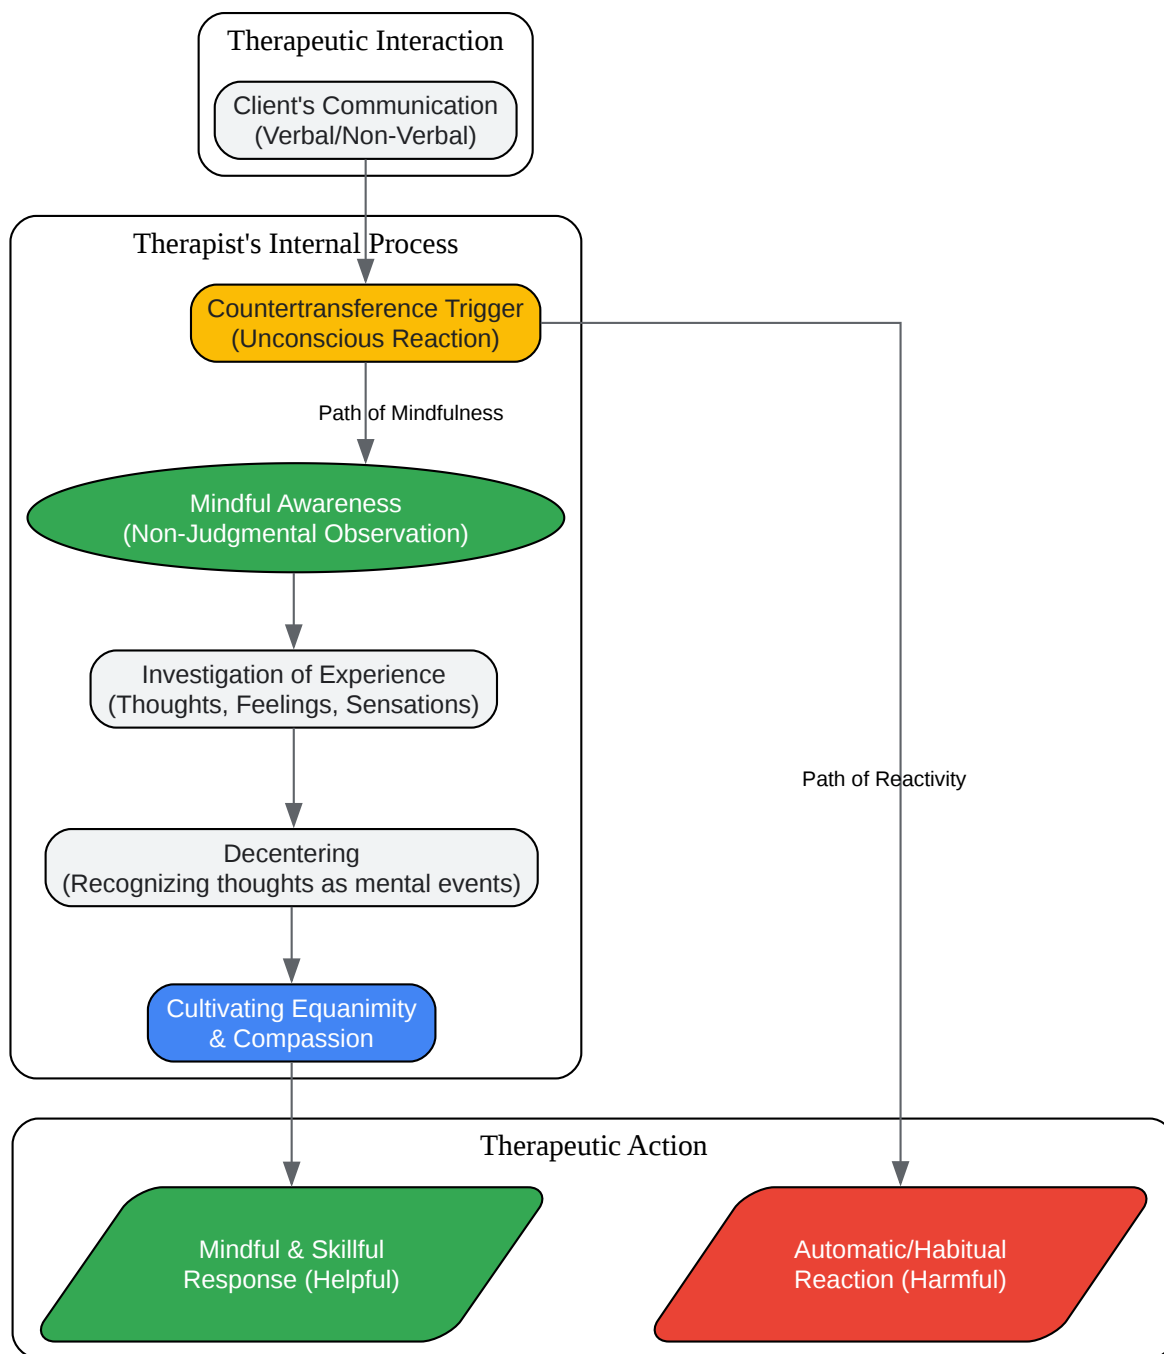 Therapeutic Interaction
Client's Communication
(Verbal/Non-Verbal)
Therapist's Internal Process
Countertransference Trigger
(Unconscious Reaction)
Path of Mindfulness
Mindful Awareness
(Non-Judgmental Observation)
Investigation of Experience
(Thoughts, Feelings, Sensations)
Path of Reactivity
Decentering
(Recognizing thoughts as mental events)
Cultivating Equanimity
& Compassion
Therapeutic Action
Mindful & Skillful
Response (Helpful)
Automatic/Habitual
Reaction (Harmful)